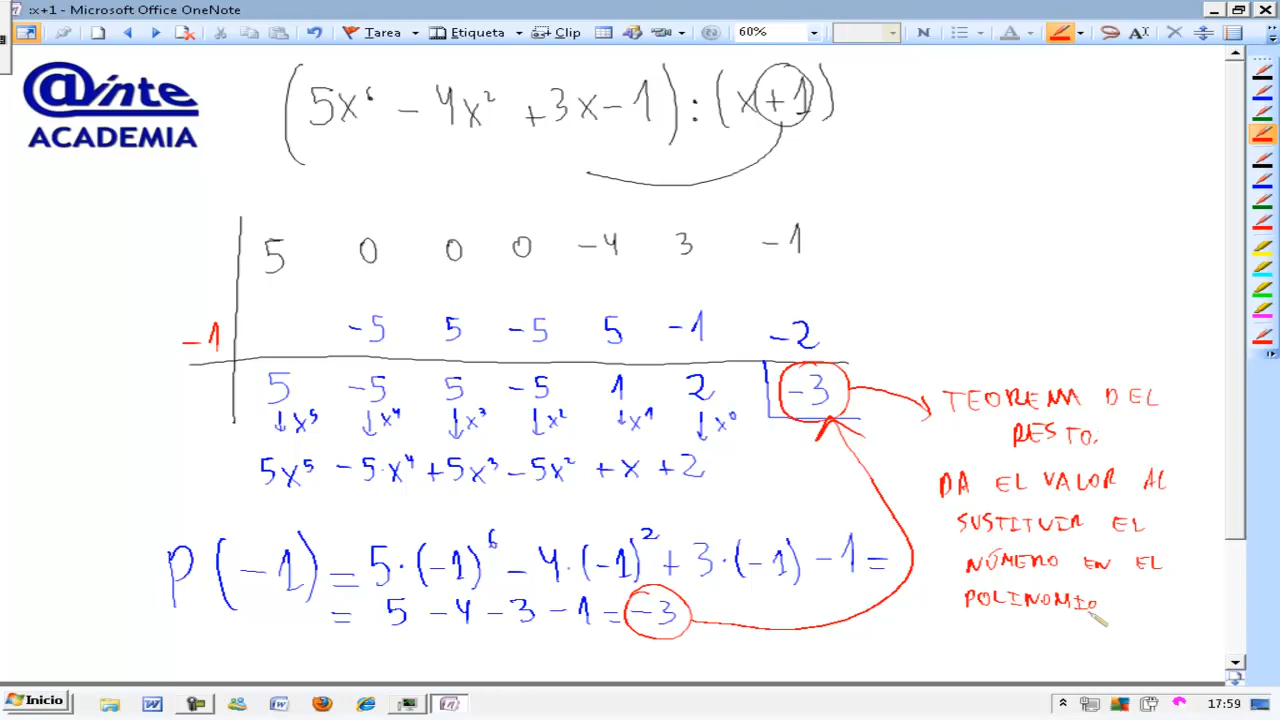 :x+1 - Microsoft Office OneNote
Tarea Etiqueta Clip 60% N A
@inte
ACADEMIA
(5x⁶ - 4x² + 3x - 1) : (x + 1)
5 0 0 0 -4 3 -1
-1 -5 5 -5 5 -1 -2
5 -5 5 -5 1 2 -3
↓x⁵ ↓x⁴ ↓x³ ↓x² ↓x¹ ↓x⁰
5x⁵ - 5·x⁴ + 5x³ - 5x² + x + 2
TEOREMA DEL
RESTO.
DA EL VALOR AL
SUSTITUIR EL
NÚMERO EN EL
POLINOMIO
P(-1) = 5·(-1)⁶ - 4·(-1)² + 3·(-1) - 1 =
= 5 - 4 - 3 - 1 = -3
Inicio 17:59